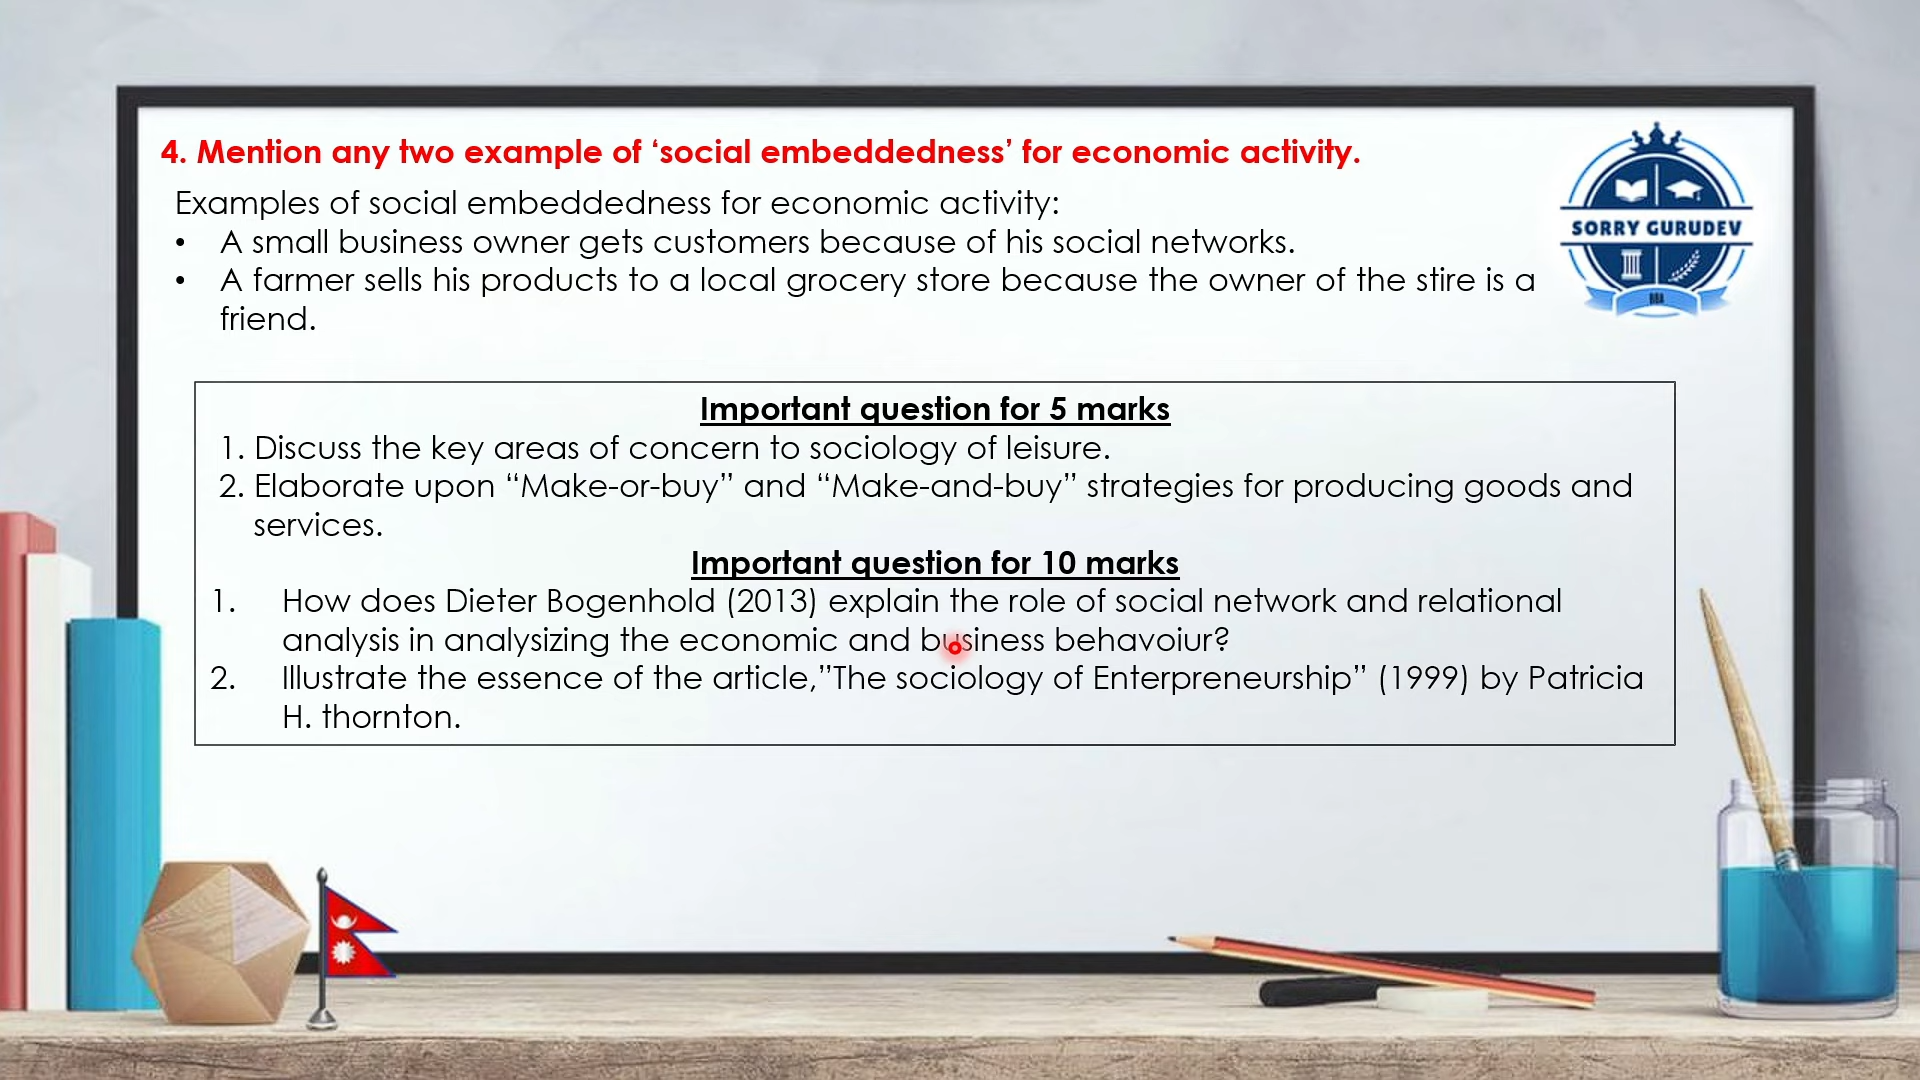 4. Mention any two example of ‘social embeddedness’ for economic activity.
Examples of social embeddedness for economic activity:
• A small business owner gets customers because of his social networks.
• A farmer sells his products to a local grocery store because the owner of the stire is a
friend.
SORRY GURUDEV
BBA
Important question for 5 marks
1. Discuss the key areas of concern to sociology of leisure.
2. Elaborate upon “Make-or-buy” and “Make-and-buy” strategies for producing goods and
services.
Important question for 10 marks
1. How does Dieter Bogenhold (2013) explain the role of social network and relational
analysis in analysizing the economic and business behavoiur?
2. Illustrate the essence of the article,”The sociology of Enterpreneurship” (1999) by Patricia
H. thornton.